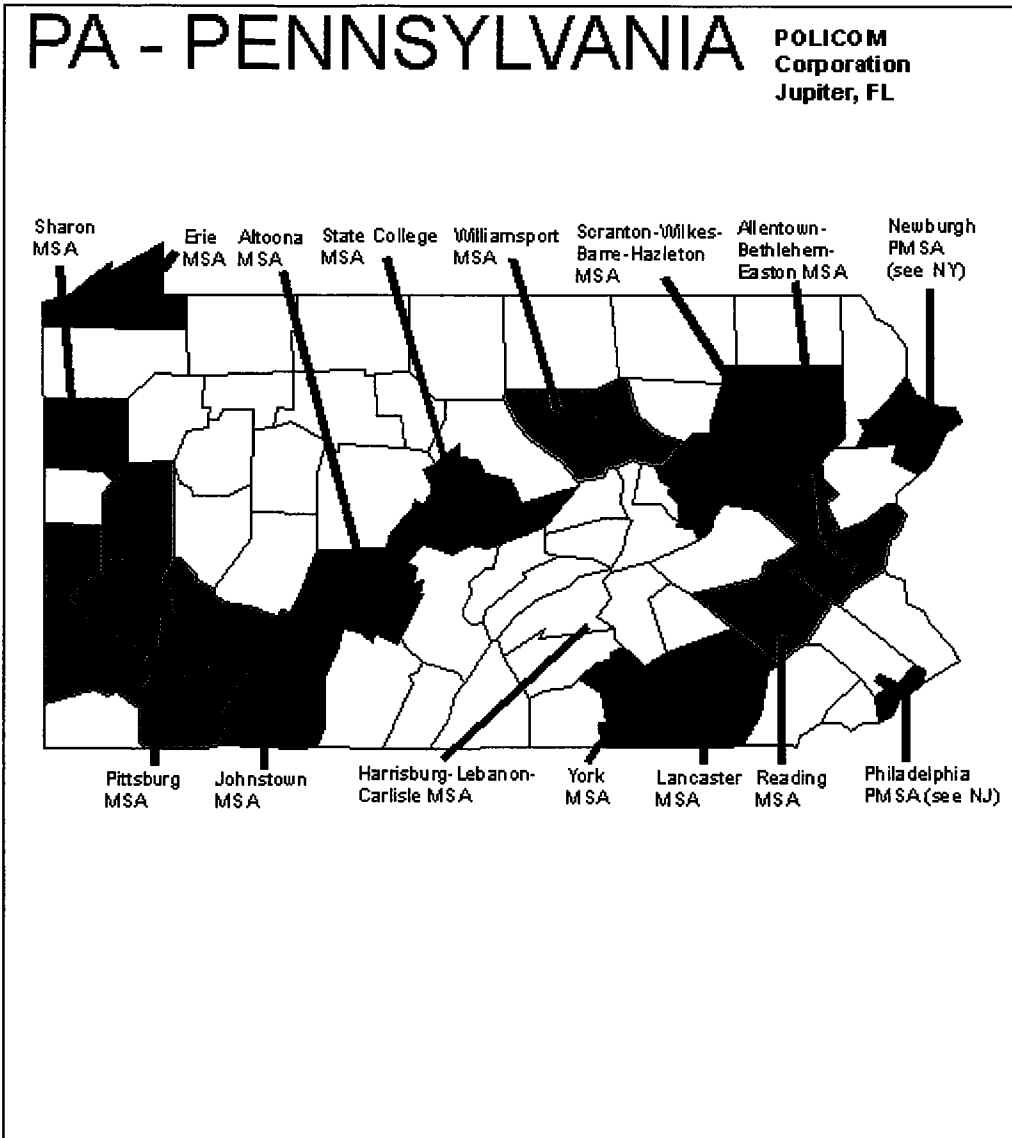 PA - PENNSYLVANIA
POLICOM
Corporation
Jupiter, FL
Sharon
MSA
Erie
MSA
Altoona
MSA
State College
MSA
Williamsport
MSA
Scranton-Wilkes-
Barre-Hazleton
MSA
Allentown-
Bethlehem-
Easton MSA
Newburgh
PMSA
(see NY)
Pittsburg
MSA
Johnstown
MSA
Harrisburg-Lebanon-
Carlisle MSA
York
MSA
Lancaster
MSA
Reading
MSA
Philadelphia
PMSA (see NJ)